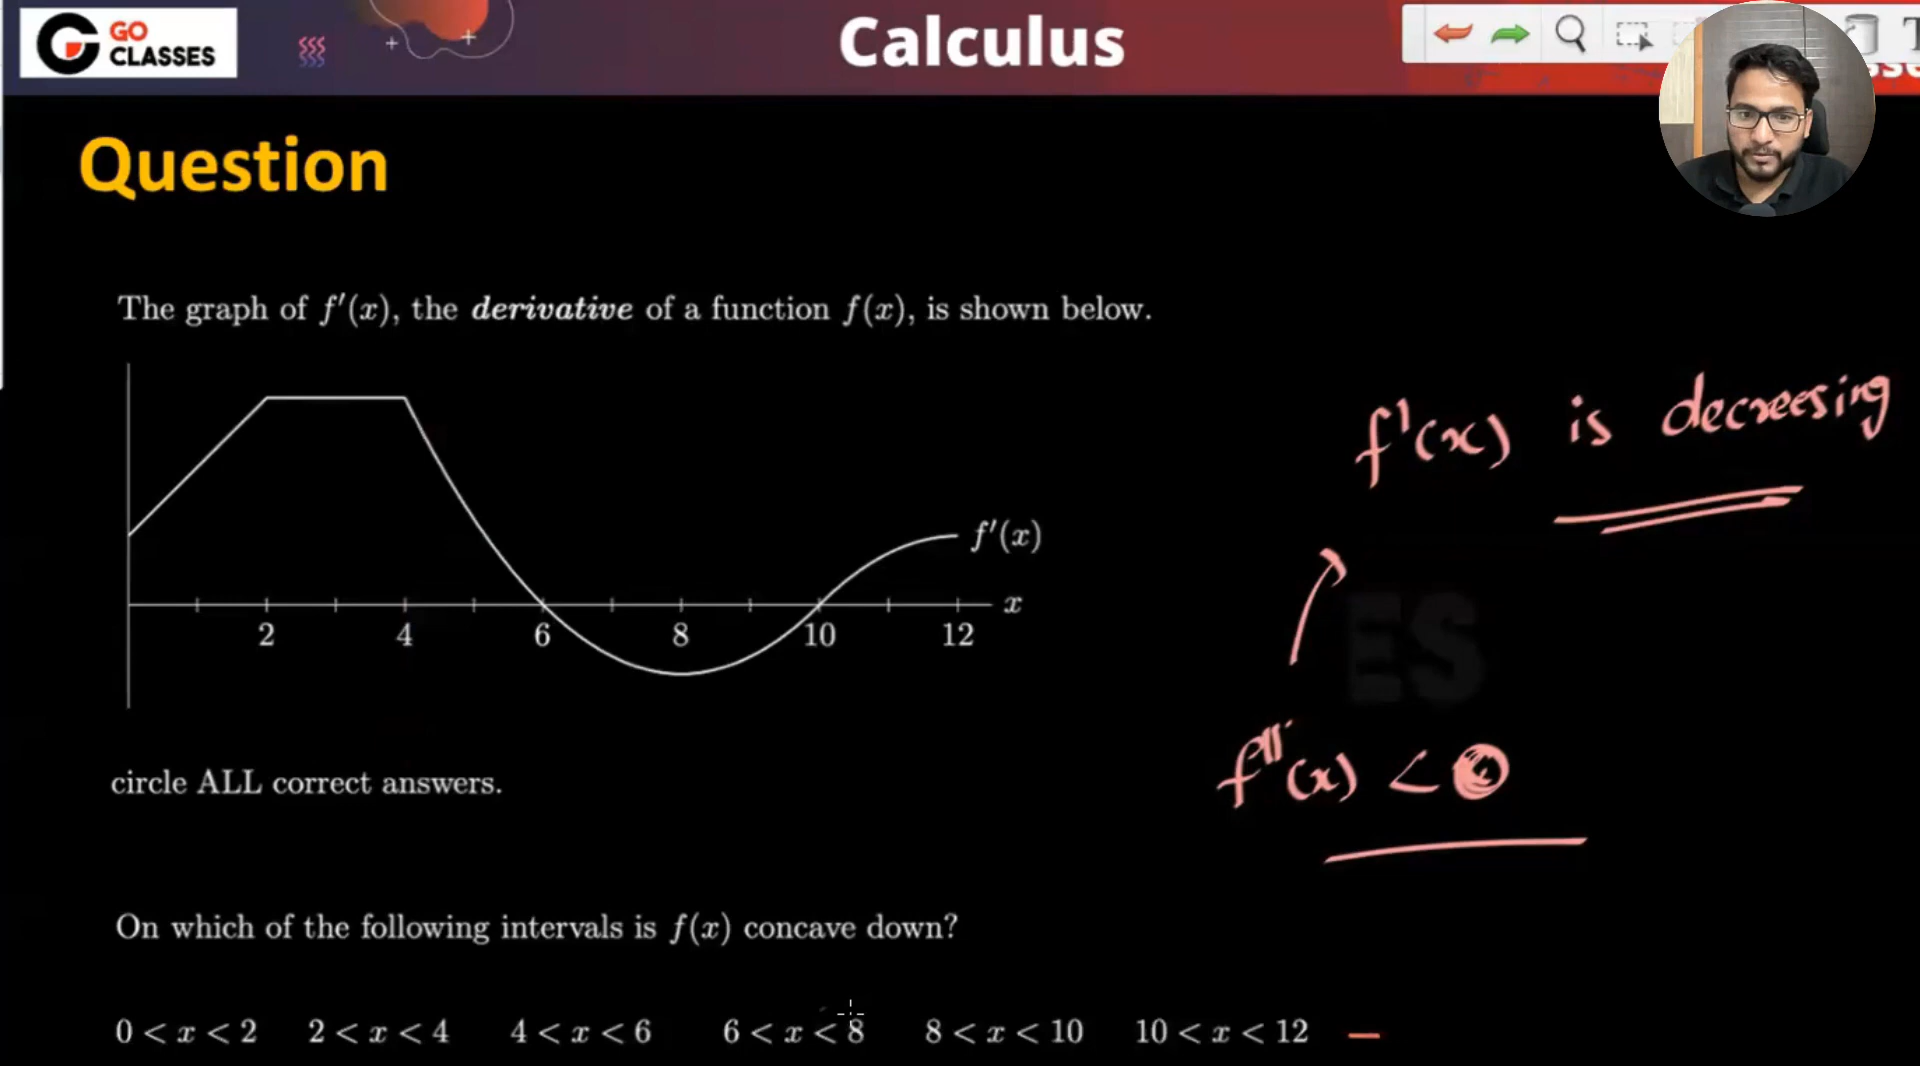 GO
CLASSES
Calculus
Question
The graph of f′(x), the derivative of a function f(x), is shown below.
f'(x) is decreesing
f′(x)
x
2 4 6 8 10 12
ES
f''(x) < 0
circle ALL correct answers.
On which of the following intervals is f(x) concave down?
0 < x < 2 2 < x < 4 4 < x < 6 6 < x < 8 8 < x < 10 10 < x < 12